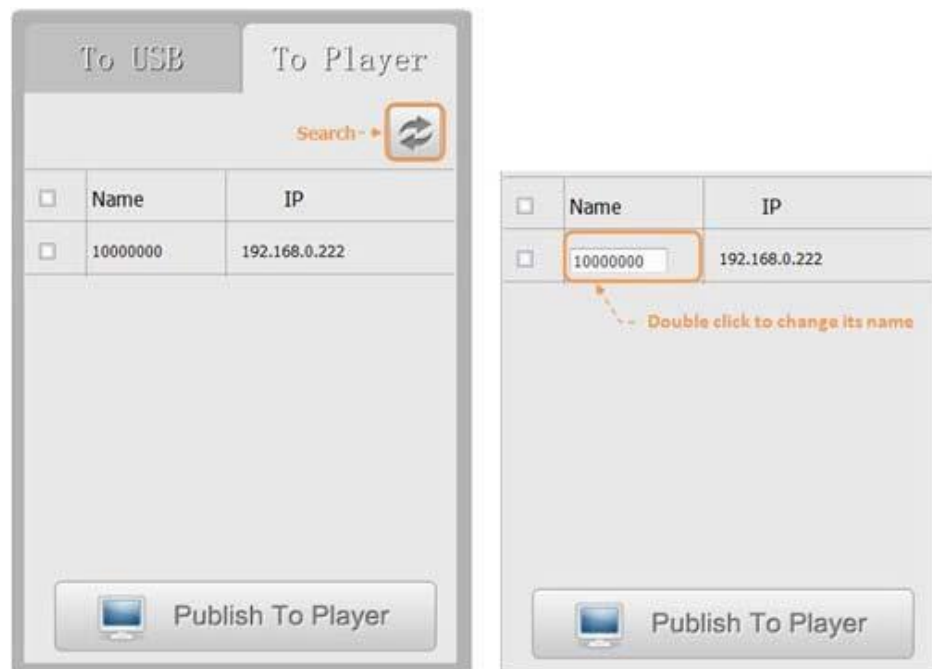 To USB To Player
Search
Name IP
10000000 192.168.0.222
Publish To Player
Name IP
10000000 192.168.0.222
Double click to change its name
Publish To Player